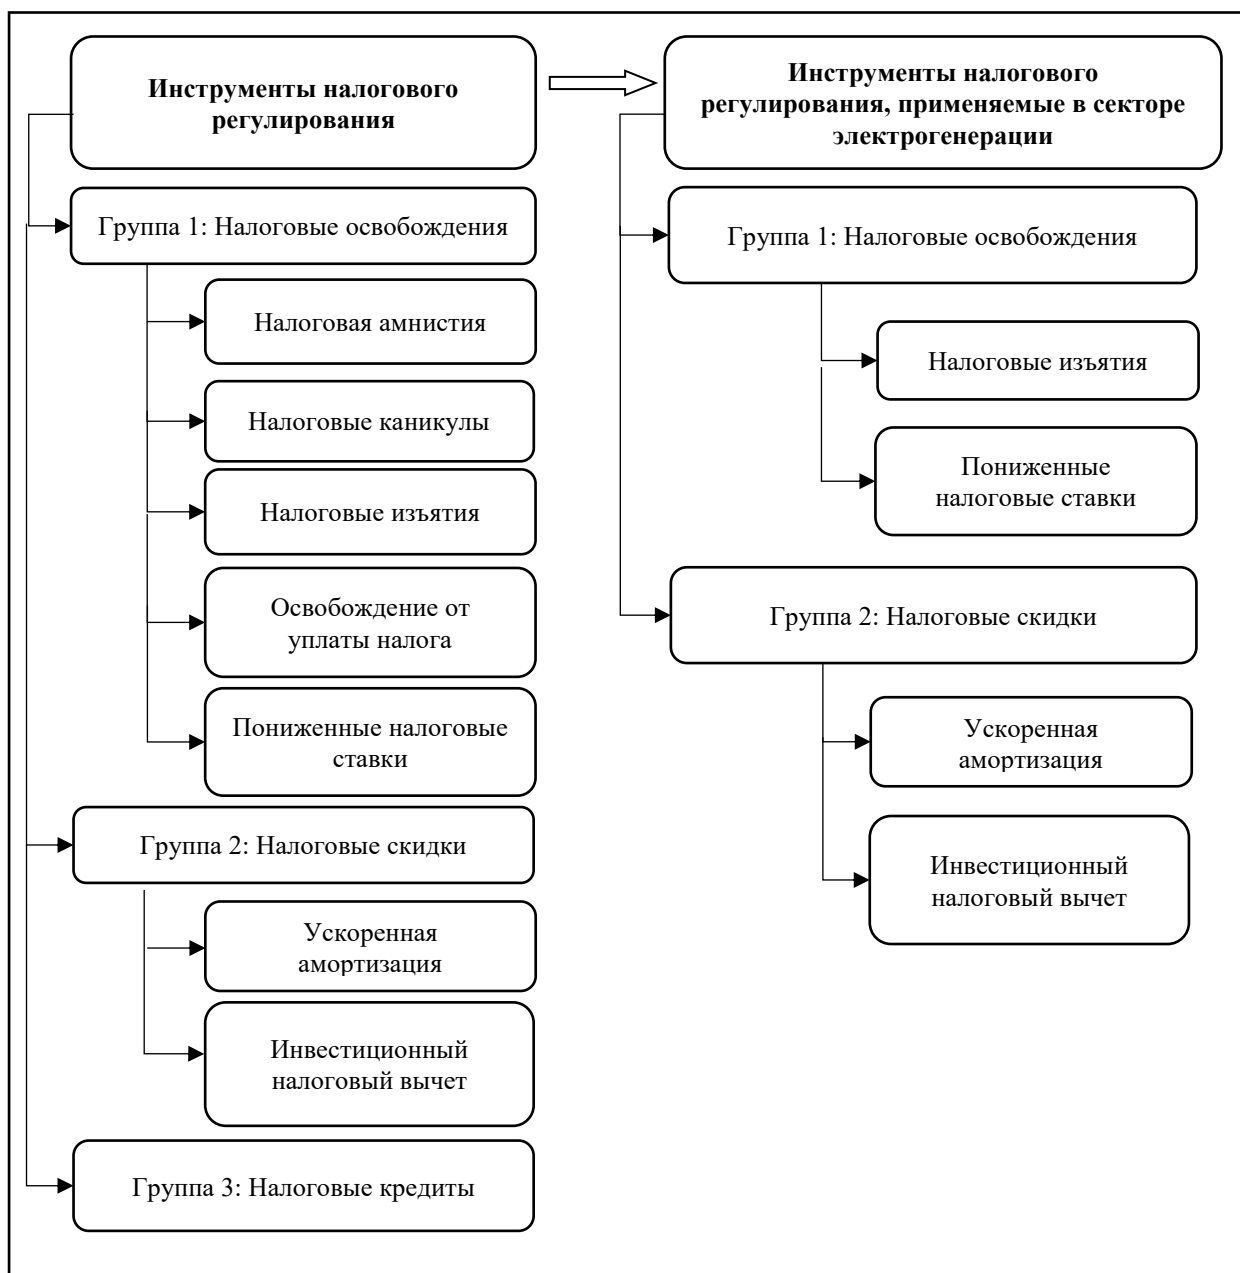 Инструменты налогового
регулирования
Группа 1: Налоговые освобождения
Налоговая амнистия
Налоговые каникулы
Налоговые изъятия
Освобождение от
уплаты налога
Пониженные налоговые
ставки
Группа 2: Налоговые скидки
Ускоренная
амортизация
Инвестиционный
налоговый вычет
Группа 3: Налоговые кредиты
Инструменты налогового
регулирования, применяемые в секторе
электрогенерации
Группа 1: Налоговые освобождения
Налоговые изъятия
Пониженные
налоговые ставки
Группа 2: Налоговые скидки
Ускоренная
амортизация
Инвестиционный
налоговый вычет